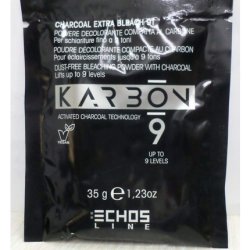 CHARCOAL EXTRA BLEACH 9T
POLVERE DECOLORANTE COMPATTA AL CARBONE
Per schiariture fino a 9 toni
POUDRE DÉCOLORANTE COMPACTE AU CHARBON
Pour éclaircissements jusqu'à 9 tons
DUST-FREE BLEACHING POWDER WITH CHARCOAL
Lifts up to 9 levels
KARBON
9
ACTIVATED CHARCOAL TECHNOLOGY
VEGAN
UP TO
9 LEVELS
35 g e 1,23oz
ECHOS
LINE